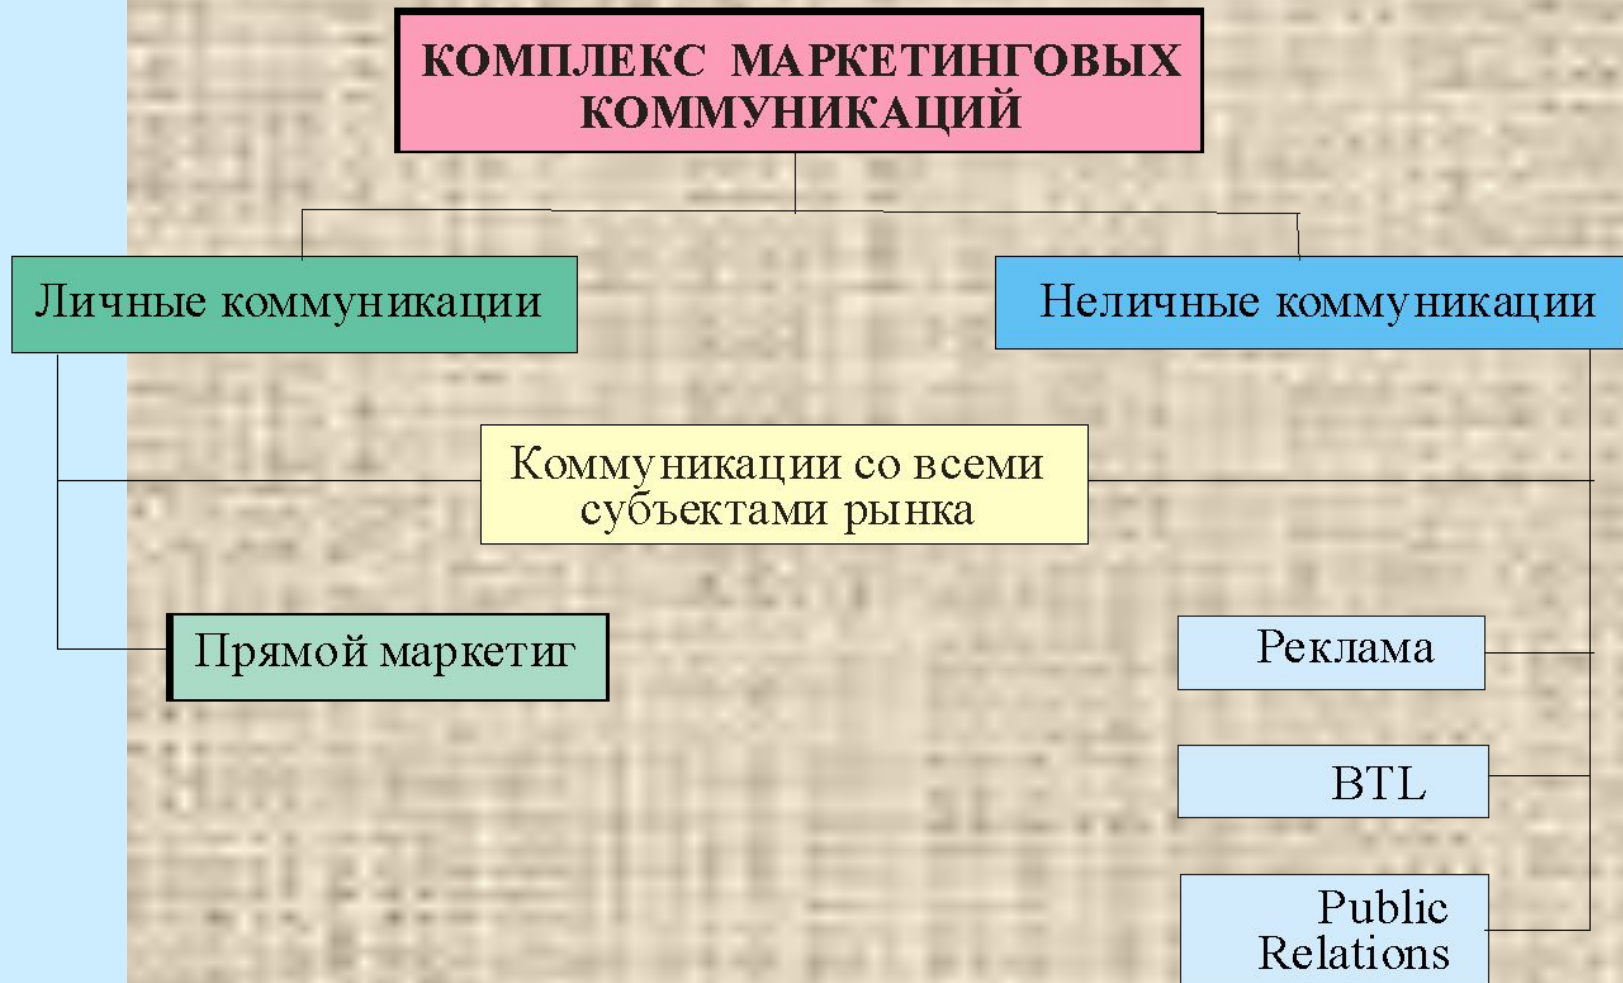 КОМПЛЕКС МАРКЕТИНГОВЫХ
КОММУНИКАЦИЙ
Личные коммуникации
Неличные коммуникации
Коммуникации со всеми
субъектами рынка
Прямой маркетиг
Реклама
BTL
Public
Relations